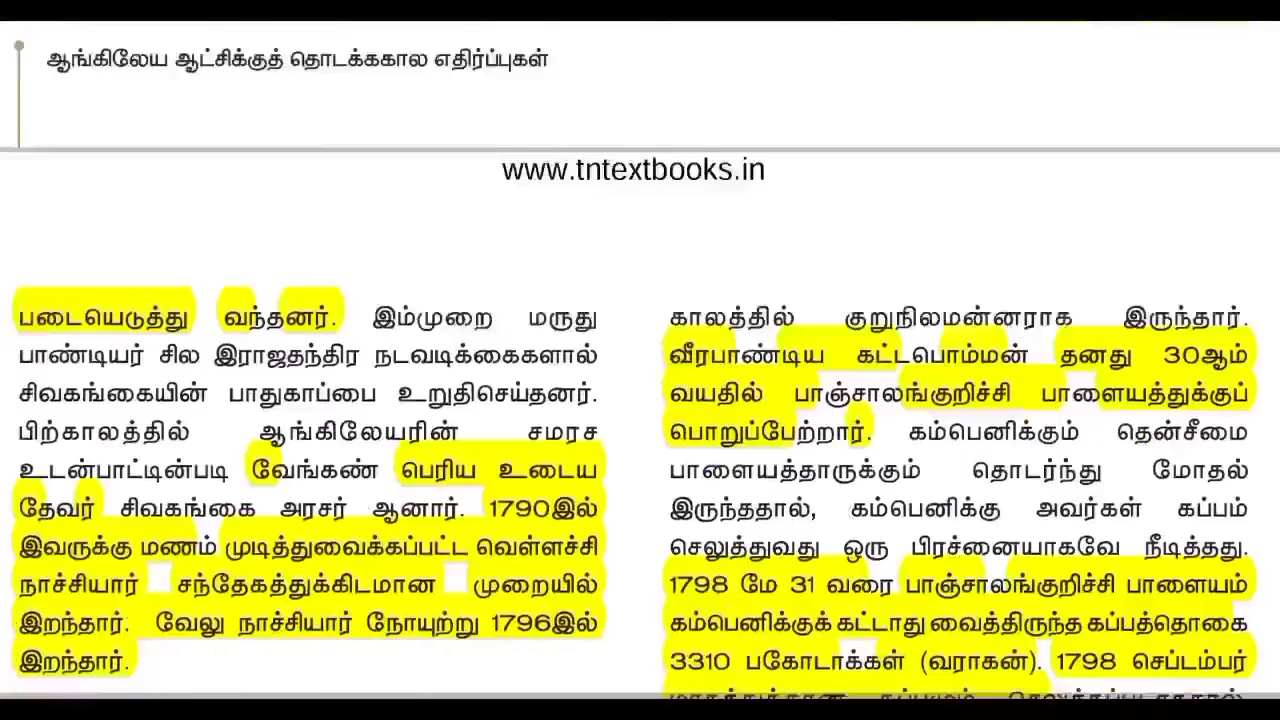 ஆங்கிலேய ஆட்சிக்குத் தொடக்ககால எதிர்ப்புகள்
www.tntextbooks.in
படையெடுத்து வந்தனர். இம்முறை மருது
பாண்டியர் சில இராஜதந்திர நடவடிக்கைகளால்
சிவகங்கையின் பாதுகாப்பை உறுதிசெய்தனர்.
பிற்காலத்தில் ஆங்கிலேயரின் சமரச
உடன்பாட்டின்படி வேங்கண் பெரிய உடைய
தேவர் சிவகங்கை அரசர் ஆனார். 1790இல்
இவருக்கு மணம் முடித்துவைக்கப்பட்ட வெள்ளச்சி
நாச்சியார் சந்தேகத்துக்கிடமான முறையில்
இறந்தார். வேலு நாச்சியார் நோயுற்று 1796இல்
இறந்தார்.
காலத்தில் குறுநிலமன்னராக இருந்தார்.
வீரபாண்டிய கட்டபொம்மன் தனது 30ஆம்
வயதில் பாஞ்சாலங்குறிச்சி பாளையத்துக்குப்
பொறுப்பேற்றார். கம்பெனிக்கும் தென்சீமை
பாளையத்தாருக்கும் தொடர்ந்து மோதல்
இருந்ததால், கம்பெனிக்கு அவர்கள் கப்பம்
செலுத்துவது ஒரு பிரச்னையாகவே நீடித்தது.
1798 மே 31 வரை பாஞ்சாலங்குறிச்சி பாளையம்
கம்பெனிக்குக் கட்டாது வைத்திருந்த கப்பத்தொகை
3310 பகோடாக்கள் (வராகன்). 1798 செப்டம்பர்